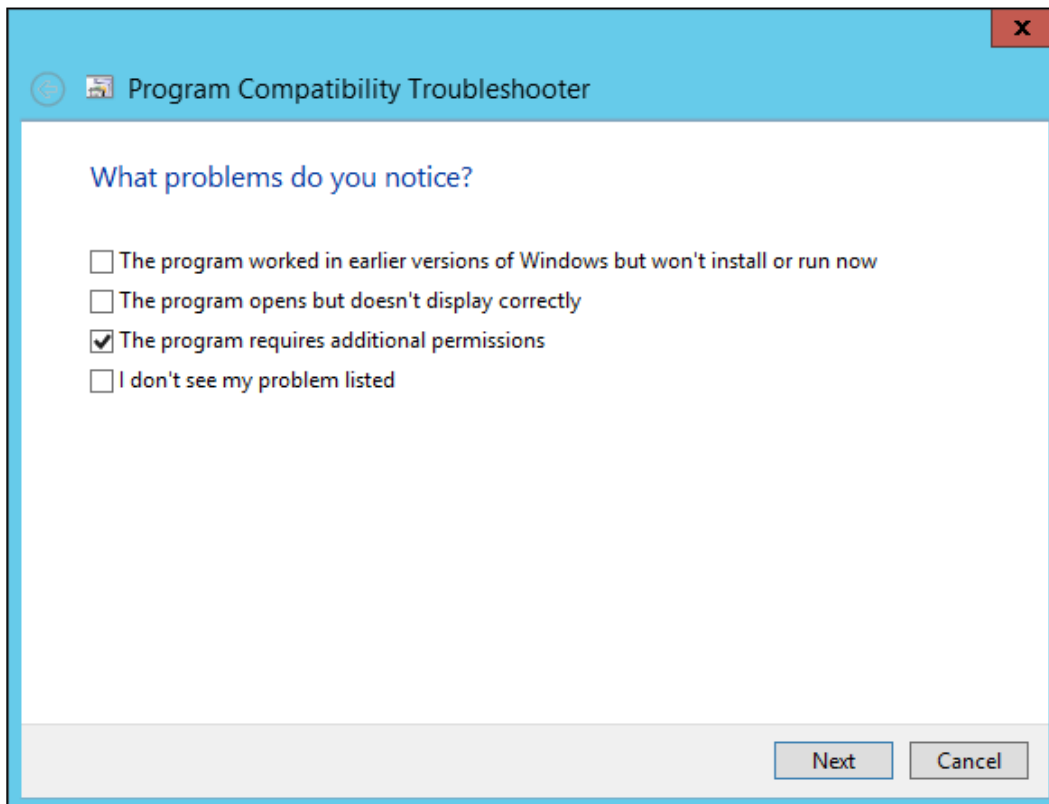 x
Program Compatibility Troubleshooter
What problems do you notice?
The program worked in earlier versions of Windows but won't install or run now
The program opens but doesn't display correctly
The program requires additional permissions
I don't see my problem listed
Next Cancel